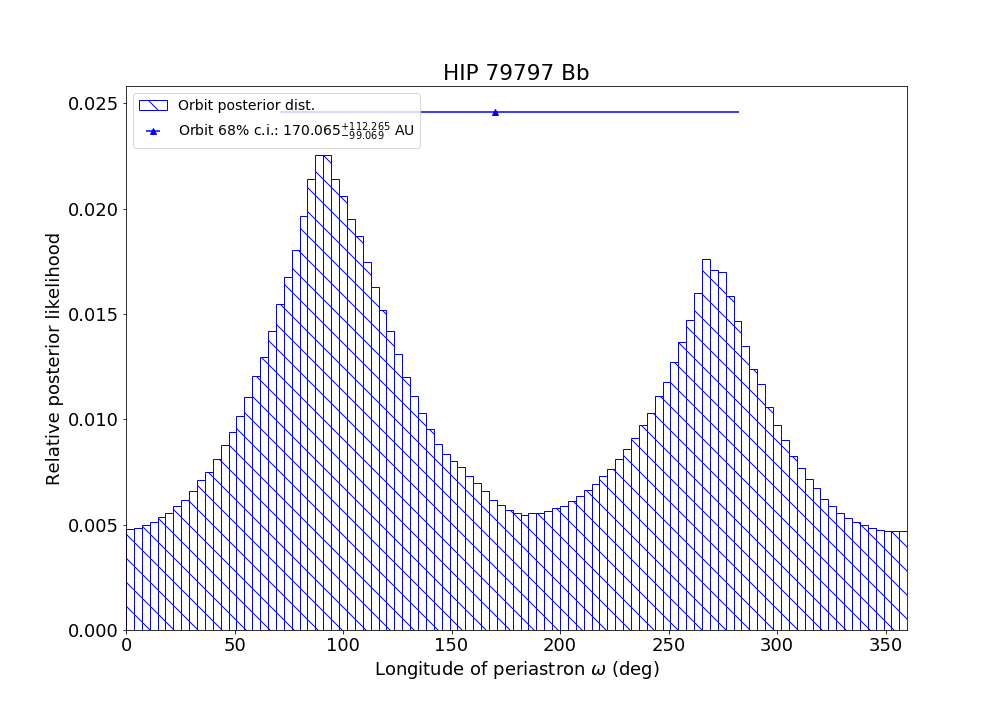 HIP 79797 Bb
Orbit posterior dist.
Orbit 68% c.i.: 170.065+112.265−99.069 AU
0.025
0.020
0.015
0.010
0.005
0.000
Relative posterior likelihood
0 50 100 150 200 250 300 350
Longitude of periastron ω (deg)